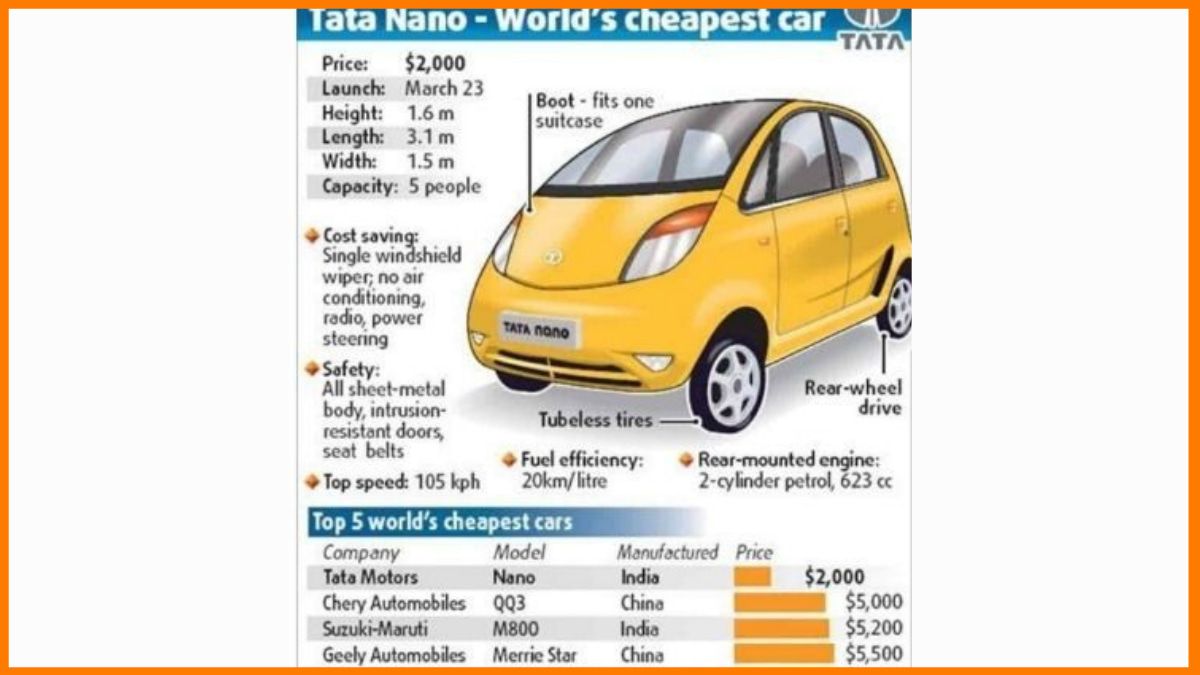 Tata Nano - World's cheapest car
TATA
Price: $2,000
Launch: March 23
Height: 1.6 m
Length: 3.1 m
Width: 1.5 m
Capacity: 5 people
Boot - fits one
suitcase
Cost saving:
Single windshield
wiper; no air
conditioning,
radio, power
steering
Safety:
All sheet-metal
body, intrusion-
resistant doors,
seat belts
Top speed: 105 kph
TATA nano
Tubeless tires
Rear-wheel
drive
Fuel efficiency:
20km/litre
Rear-mounted engine:
2-cylinder petrol, 623 cc
Top 5 world's cheapest cars
Company Model Manufactured Price
Tata Motors Nano India $2,000
Chery Automobiles QQ3 China $5,000
Suzuki-Maruti M800 India $5,200
Geely Automobiles Merrie Star China $5,500